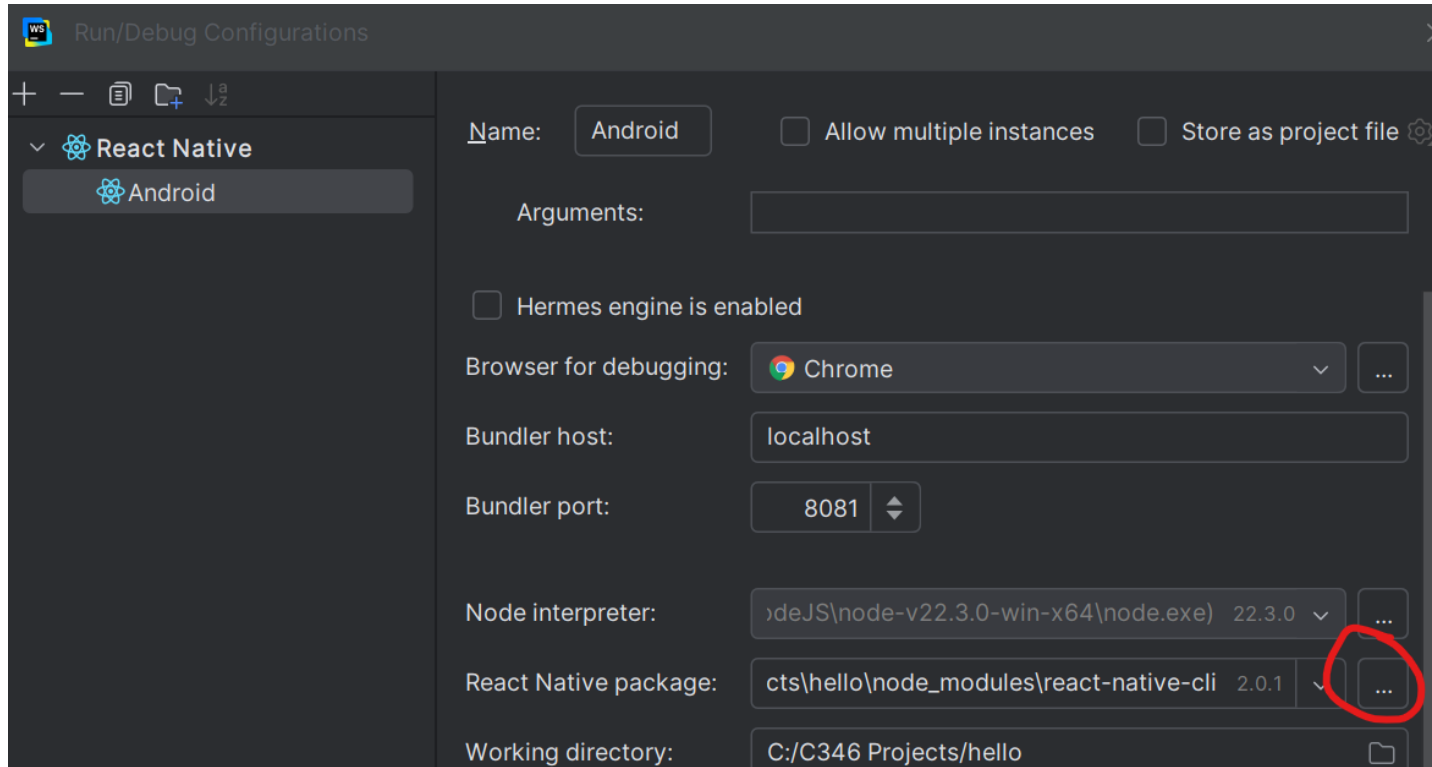 WS
Run/Debug Configurations
Name: Android Allow multiple instances Store as project file
React Native
Android
Arguments:
Hermes engine is enabled
Browser for debugging: Chrome ...
Bundler host: localhost
Bundler port: 8081
Node interpreter: odeJS\node-v22.3.0-win-x64\node.exe) 22.3.0 ...
React Native package: cts\hello\node_modules\react-native-cli 2.0.1 ...
Working directory: C:/C346 Projects/hello